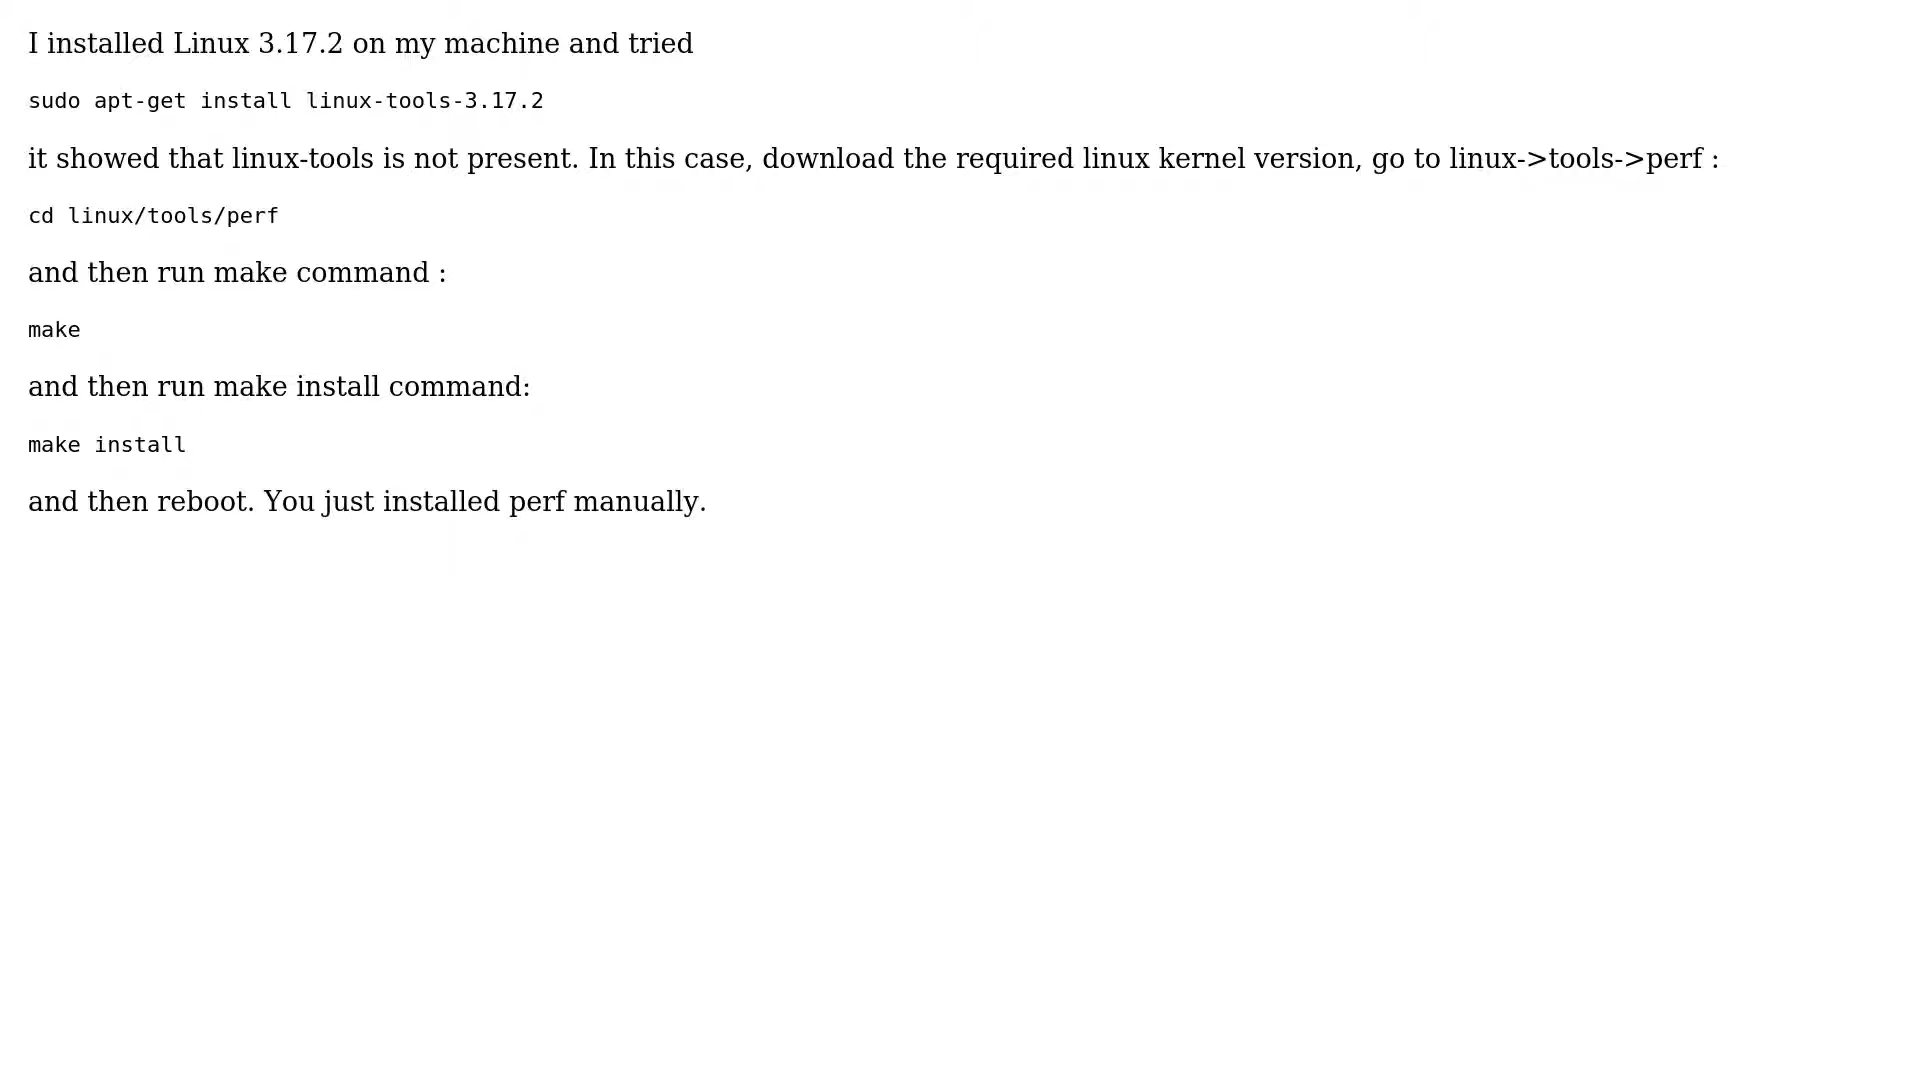 I installed Linux 3.17.2 on my machine and tried
sudo apt-get install linux-tools-3.17.2
it showed that linux-tools is not present. In this case, download the required linux kernel version, go to linux->tools->perf :
cd linux/tools/perf
and then run make command :
make
and then run make install command:
make install
and then reboot. You just installed perf manually.